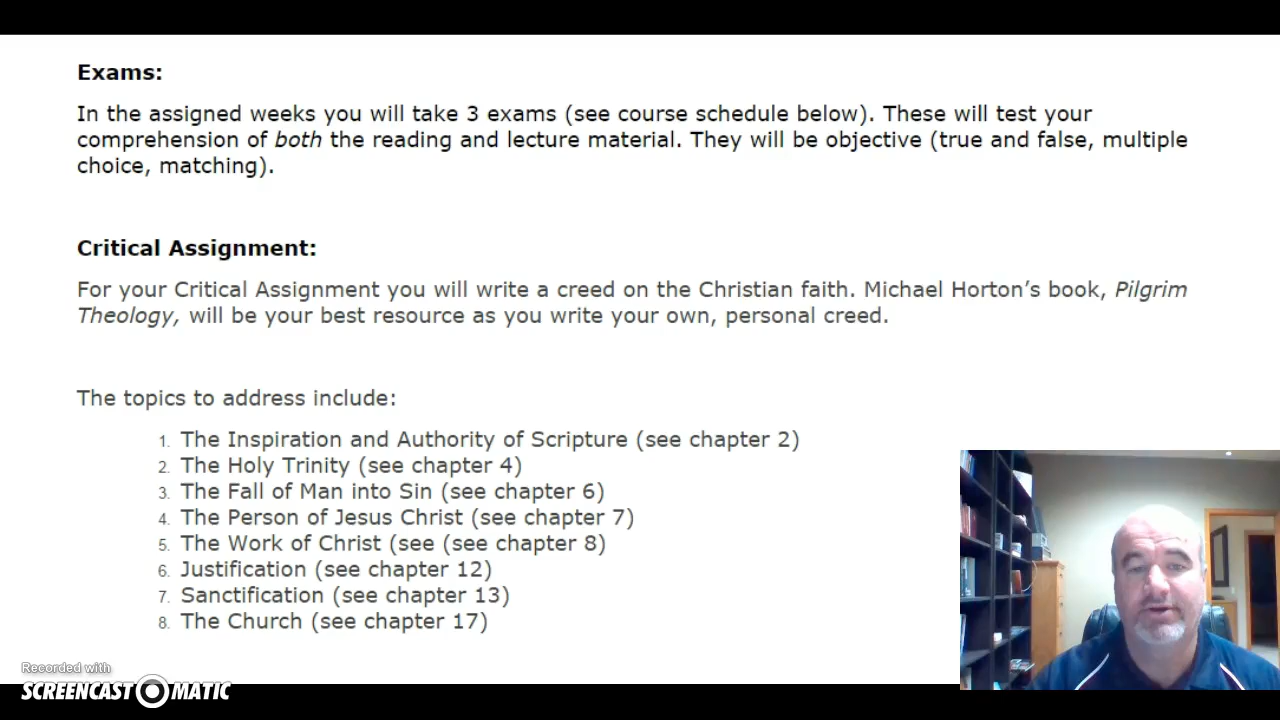 Exams:
In the assigned weeks you will take 3 exams (see course schedule below). These will test your
comprehension of both the reading and lecture material. They will be objective (true and false, multiple
choice, matching).
Critical Assignment:
For your Critical Assignment you will write a creed on the Christian faith. Michael Horton’s book, Pilgrim
Theology, will be your best resource as you write your own, personal creed.
The topics to address include:
1. The Inspiration and Authority of Scripture (see chapter 2)
2. The Holy Trinity (see chapter 4)
3. The Fall of Man into Sin (see chapter 6)
4. The Person of Jesus Christ (see chapter 7)
5. The Work of Christ (see (see chapter 8)
6. Justification (see chapter 12)
7. Sanctification (see chapter 13)
8. The Church (see chapter 17)
Recorded with
SCREENCAST-O-MATIC